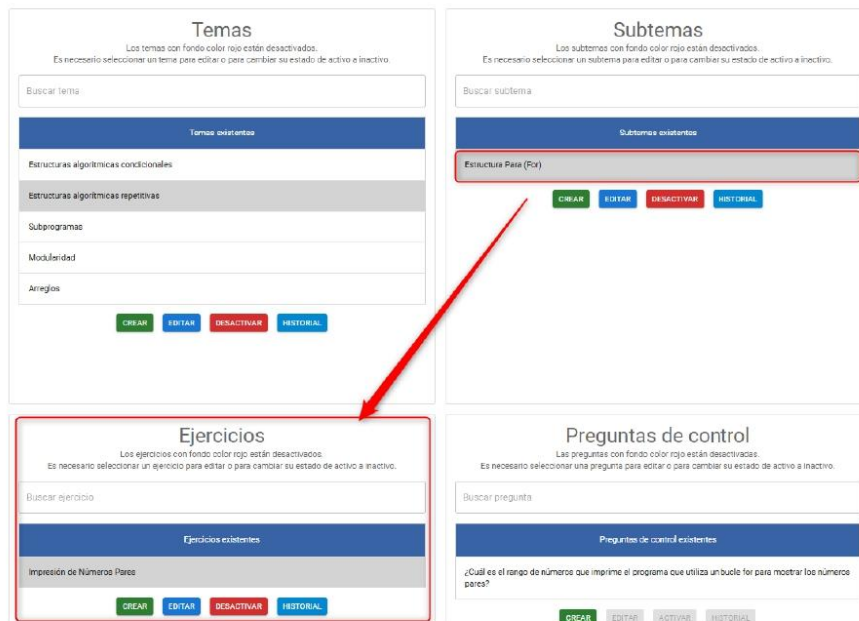 Temas
Los temas con fondo color rojo están desactivados.
Es necesario seleccionar un tema para editar o para cambiar su estado de activo a inactivo.
Buscar tema
Temas existentes
Estructuras algorítmicas condicionales
Estructuras algorítmicas repetitivas
Subprogramas
Modularidad
Arreglos
CREAR EDITAR DESACTIVAR HISTORIAL
Subtemas
Los subtemas con fondo color rojo están desactivados.
Es necesario seleccionar un subtema para editar o para cambiar su estado de activo a inactivo.
Buscar subtema
Subtemas existentes
Estructura Para (For)
CREAR EDITAR DESACTIVAR HISTORIAL
Ejercicios
Los ejercicios con fondo color rojo están desactivados.
Es necesario seleccionar un ejercicio para editar o para cambiar su estado de activo a inactivo.
Buscar ejercicio
Ejercicios existentes
Impresión de Números Pares
CREAR EDITAR DESACTIVAR HISTORIAL
Preguntas de control
Las preguntas con fondo color rojo están desactivadas.
Es necesario seleccionar una pregunta para editar o para cambiar su estado de activo a inactivo.
Buscar pregunta
Preguntas de control existentes
¿Cuál es el rango de números que imprime el programa que utiliza un bucle for para mostrar los números
pares?
CREAR EDITAR ACTIVAR HISTORIAL